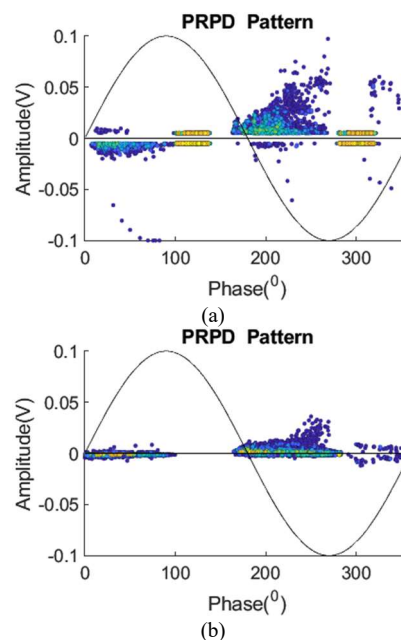 PRPD Pattern
Amplitude(V)
0.1
0.05
0
-0.05
-0.1
0 100 200 300
Phase(⁰)
(a)
PRPD Pattern
Amplitude(V)
0.1
0.05
0
-0.05
-0.1
0 100 200 300
Phase(⁰)
(b)